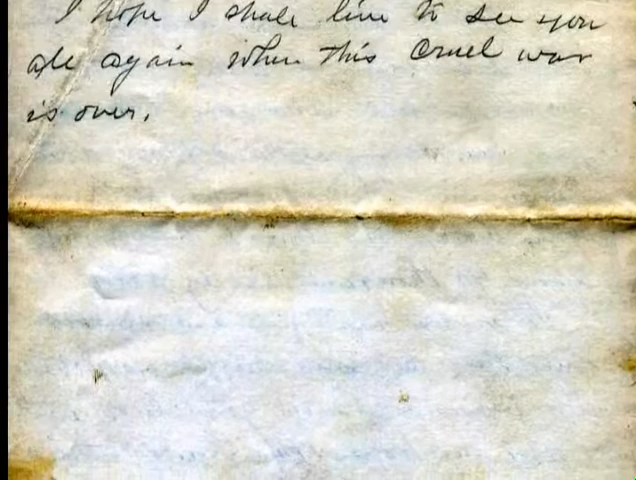 I hope I shall live to see you
all again when this cruel war
is over.